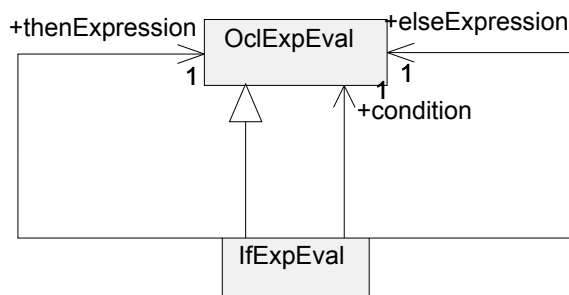 +thenExpression
OclExpEval
+elseExpression
1
1
1
+condition
IfExpEval